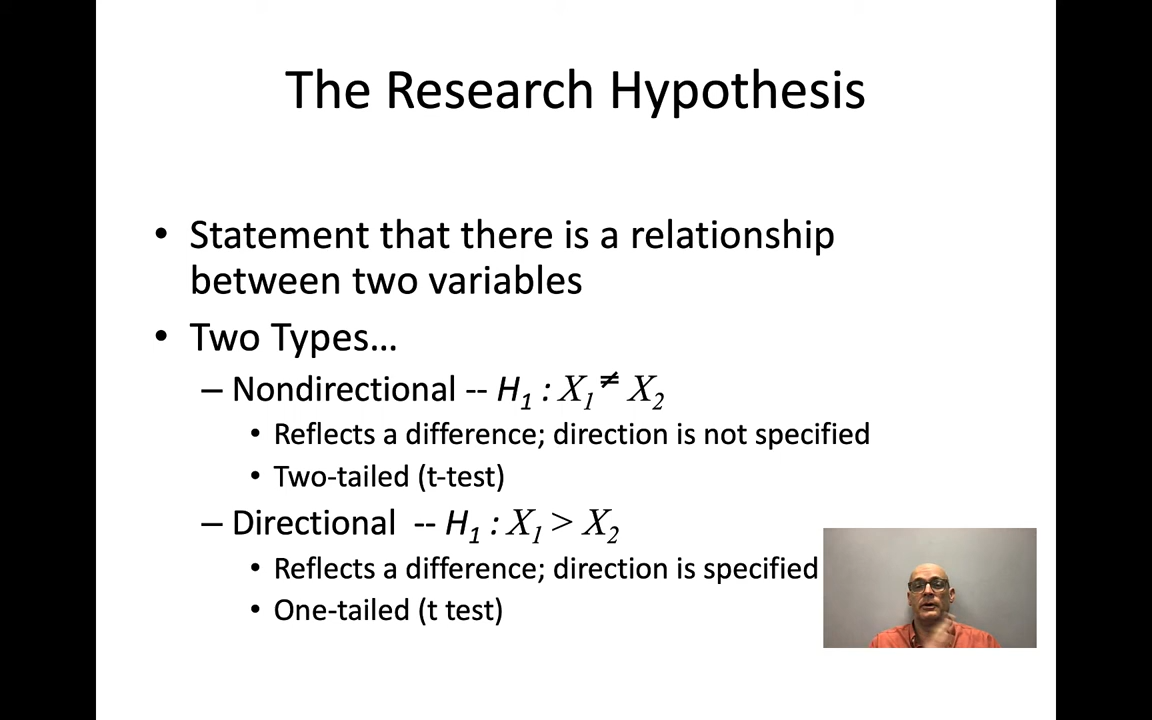 The Research Hypothesis
• Statement that there is a relationship
between two variables
• Two Types…
– Nondirectional -- H₁ : X₁ ≠ X₂
• Reflects a difference; direction is not specified
• Two-tailed (t-test)
– Directional -- H₁ : X₁ > X₂
• Reflects a difference; direction is specified
• One-tailed (t test)